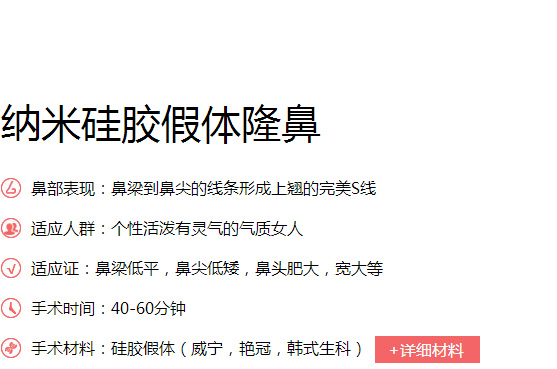 纳米硅胶假体隆鼻
鼻部表现：鼻梁到鼻尖的线条形成上翘的完美S线
适应人群：个性活泼有灵气的气质女人
适应证：鼻梁低平，鼻尖低矮，鼻头肥大，宽大等
手术时间：40-60分钟
手术材料：硅胶假体（威宁，艳冠，韩式生科） +详细材料